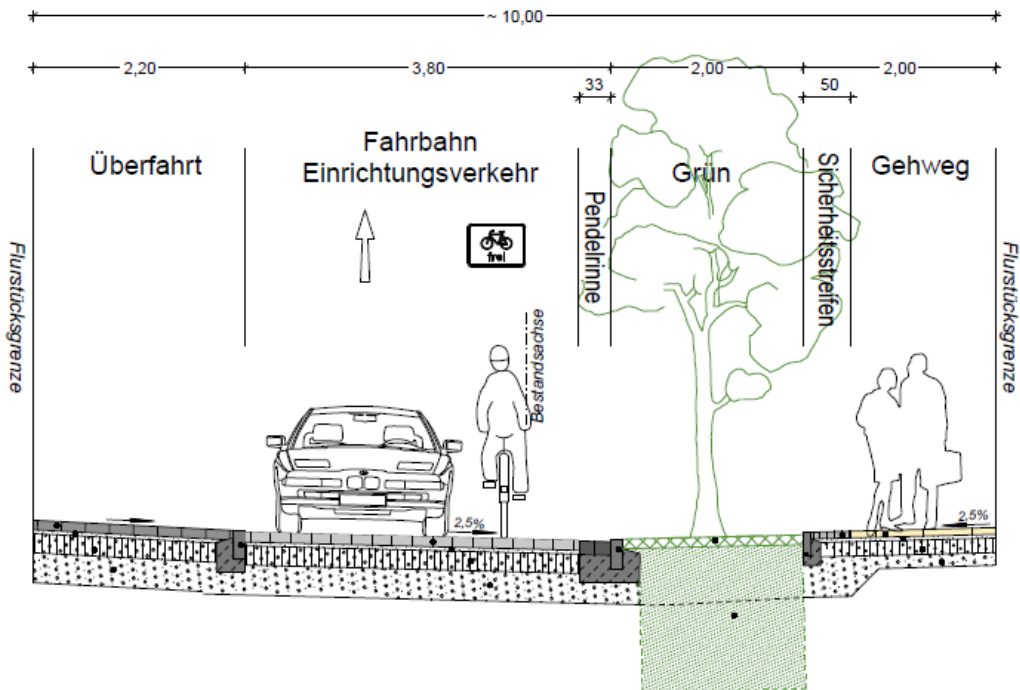 ~ 10,00
2,20
3,80
2,00
2,00
33
50
Überfahrt
Fahrbahn
Einrichtungsverkehr
Pendelrinne
Grün
Sicherheitsstreifen
Gehweg
frei
Flurstücksgrenze
Bestandsachse
Flurstücksgrenze
2,5%
2,5%